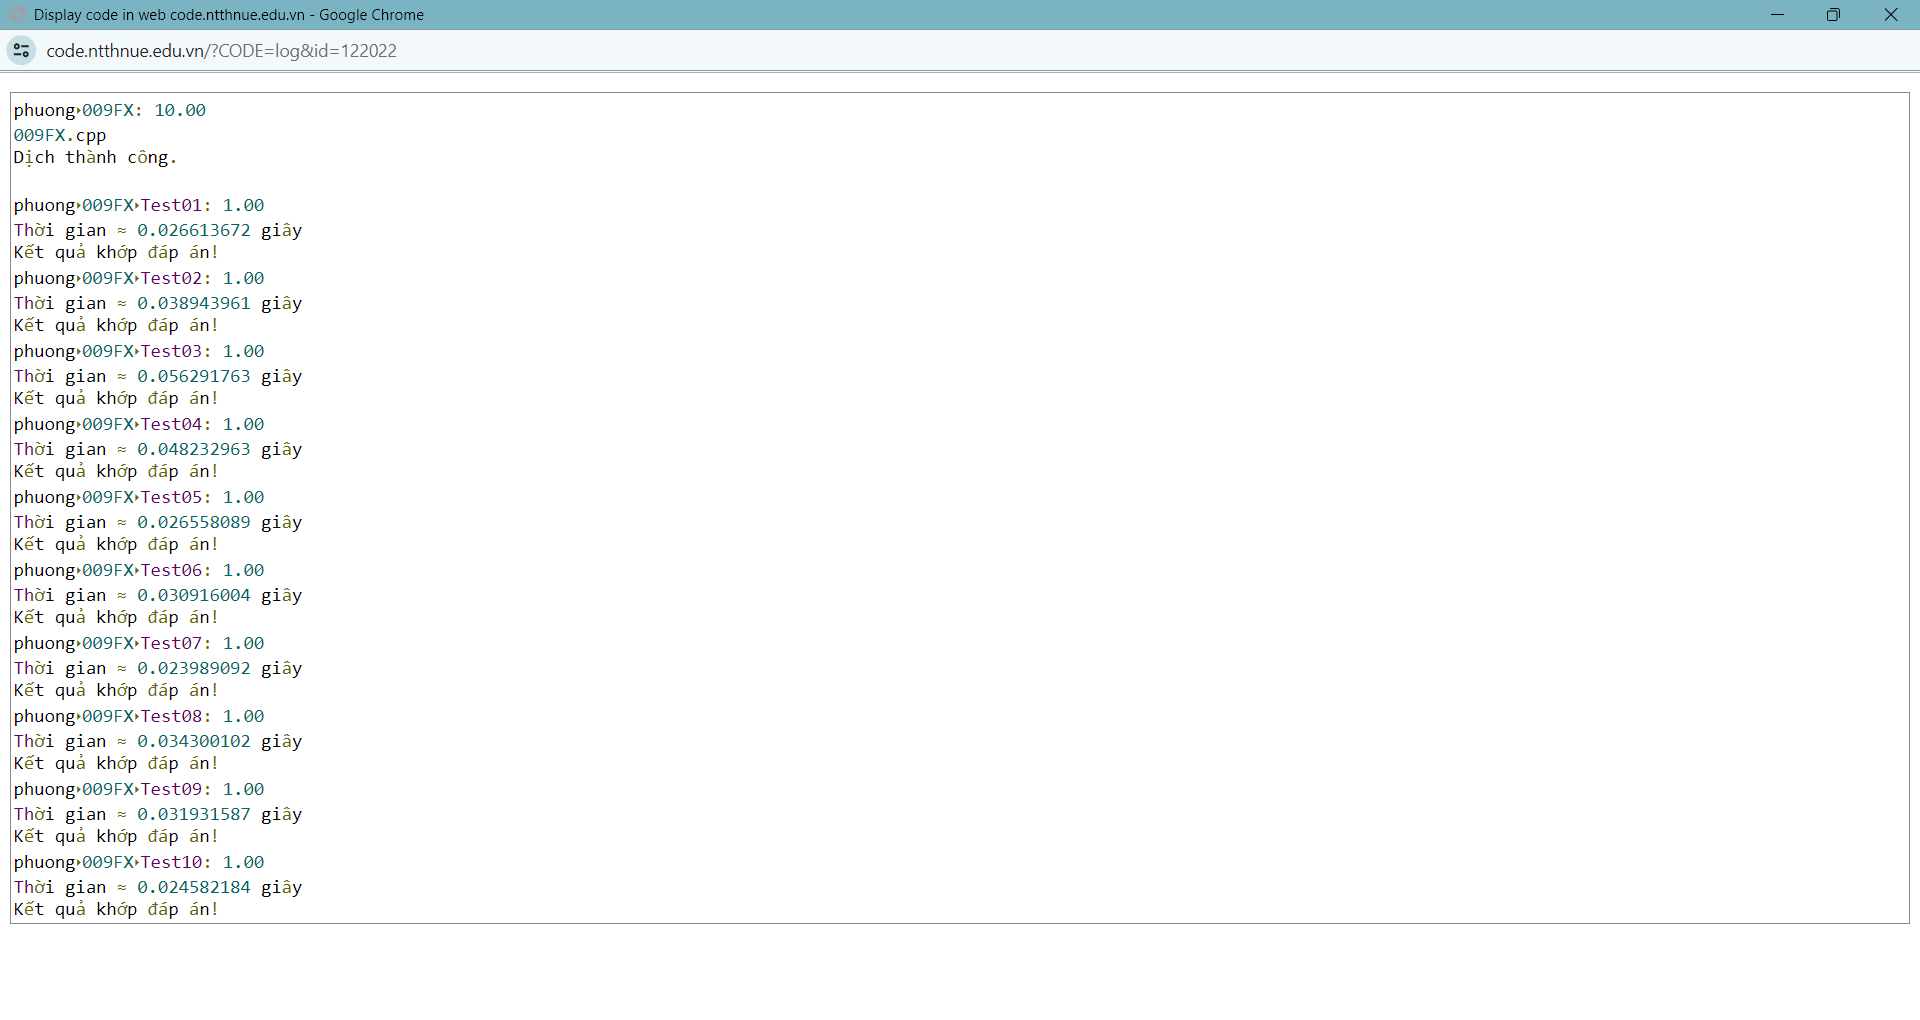 Display code in web code.ntthnue.edu.vn - Google Chrome
code.ntthnue.edu.vn/?CODE=log&id=122022
phuong‣009FX: 10.00
009FX.cpp
Dịch thành công.
phuong‣009FX‣Test01: 1.00
Thời gian ≈ 0.026613672 giây
Kết quả khớp đáp án!
phuong‣009FX‣Test02: 1.00
Thời gian ≈ 0.038943961 giây
Kết quả khớp đáp án!
phuong‣009FX‣Test03: 1.00
Thời gian ≈ 0.056291763 giây
Kết quả khớp đáp án!
phuong‣009FX‣Test04: 1.00
Thời gian ≈ 0.048232963 giây
Kết quả khớp đáp án!
phuong‣009FX‣Test05: 1.00
Thời gian ≈ 0.026558089 giây
Kết quả khớp đáp án!
phuong‣009FX‣Test06: 1.00
Thời gian ≈ 0.030916004 giây
Kết quả khớp đáp án!
phuong‣009FX‣Test07: 1.00
Thời gian ≈ 0.023989092 giây
Kết quả khớp đáp án!
phuong‣009FX‣Test08: 1.00
Thời gian ≈ 0.034300102 giây
Kết quả khớp đáp án!
phuong‣009FX‣Test09: 1.00
Thời gian ≈ 0.031931587 giây
Kết quả khớp đáp án!
phuong‣009FX‣Test10: 1.00
Thời gian ≈ 0.024582184 giây
Kết quả khớp đáp án!